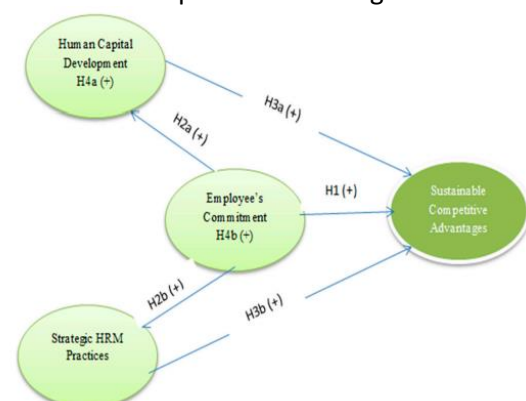 Human Capital
Development
H4a (+)
H3a (+)
H2a (+)
Employee's
Commitment
H4b (+)
H1 (+)
Sustainable
Competitive
Advantages
H2b (+)
H3b (+)
Strategic HRM
Practices